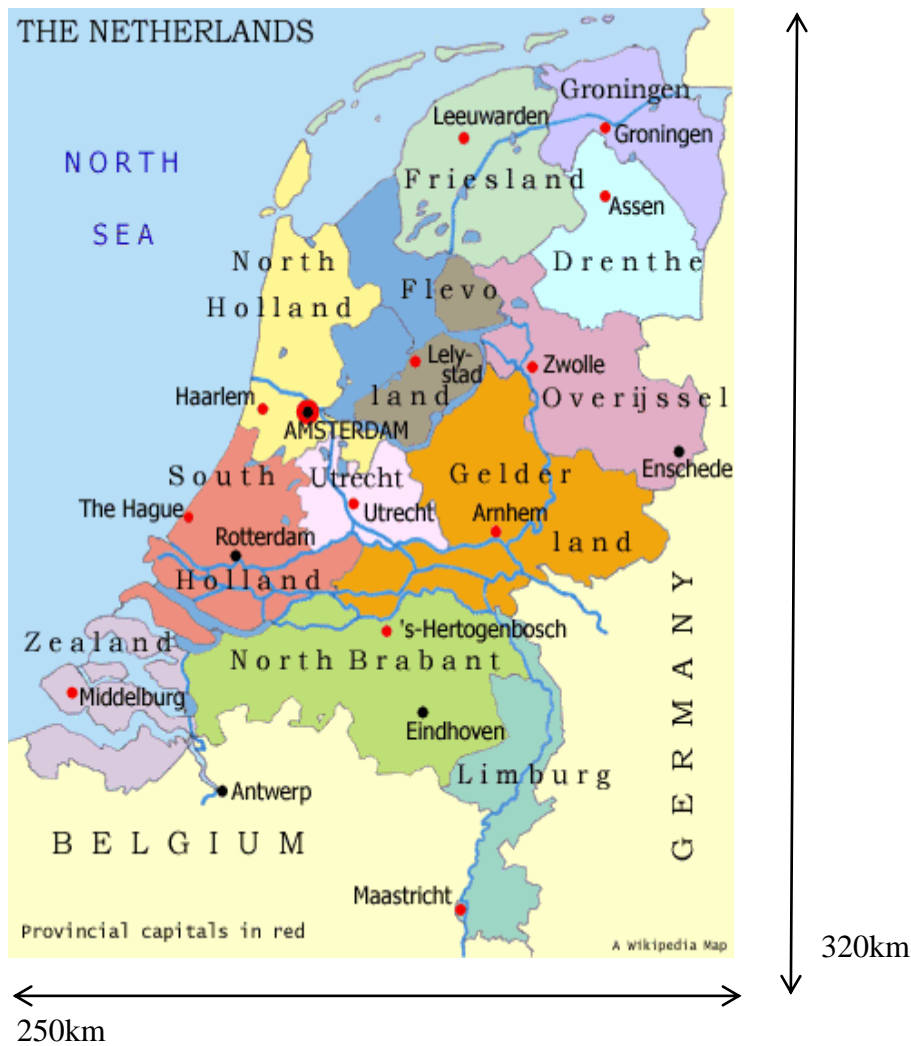 THE NETHERLANDS
Groningen
Leeuwarden
Groningen
NORTH
Friesland
Assen
SEA
North
Drenthe
Flevo
Holland
Lely-
stad
Zwolle
Haarlem
land
Overijssel
AMSTERDAM
Enschede
South
Utrecht
Gelder
The Hague
Utrecht
Arnhem
Rotterdam
land
Holland
Zealand
's-Hertogenbosch
North Brabant
Middelburg
GERMANY
Eindhoven
Limburg
Antwerp
BELGIUM
Maastricht
Provincial capitals in red
A Wikipedia Map
320km
250km